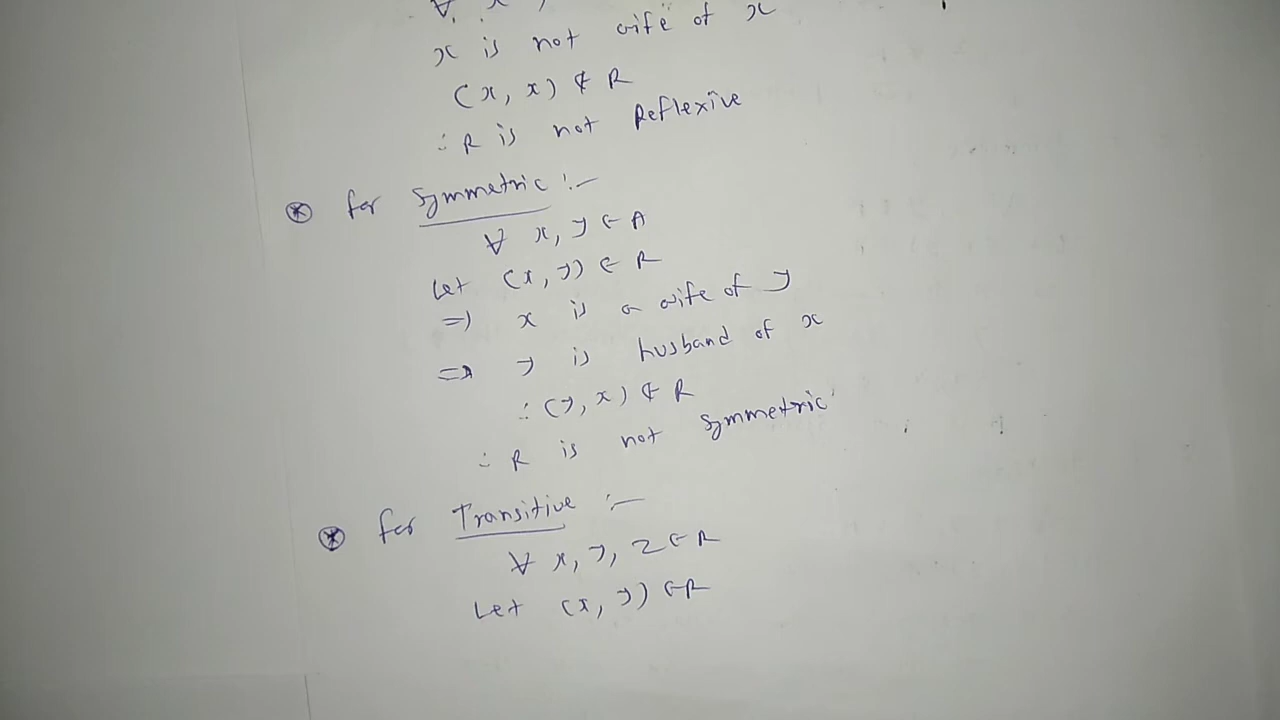 ∀, x
x is not wife of x
(x, x) ∉ R
∴ R is not Reflexive
⊛ for Symmetric :-
∀ x, y ∈ A
Let (x, y) ∈ R
⇒ x is a wife of y
⇒ y is husband of x
∴ (y, x) ∉ R
∴ R is not symmetric
⊛ for Transitive :-
∀ x, y, z ∈ R
Let (x, y) ∈ R